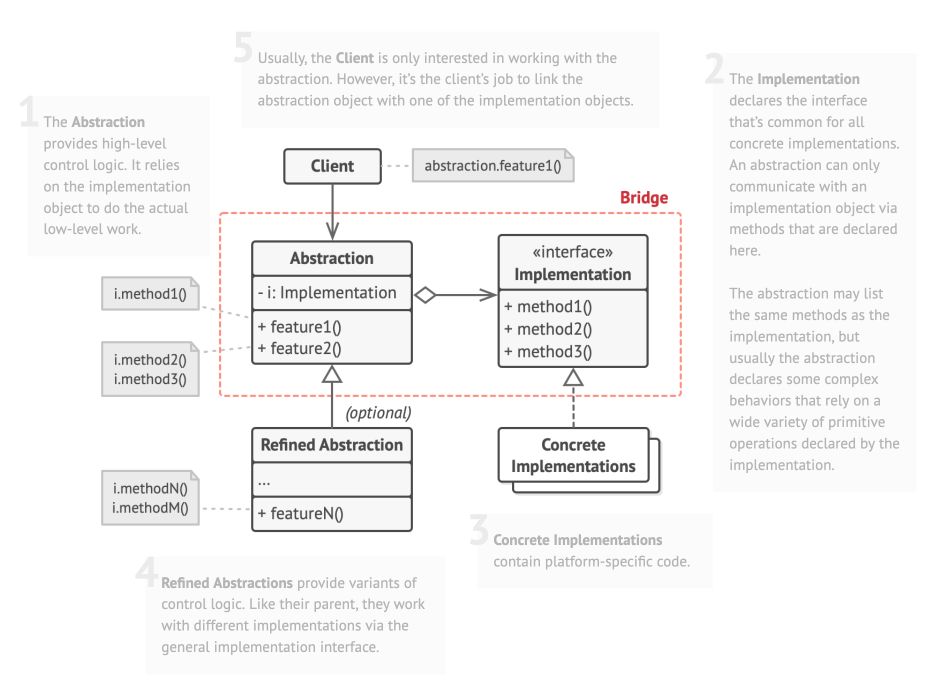 5
Usually, the Client is only interested in working with the
abstraction. However, it's the client's job to link the
abstraction object with one of the implementation objects.
1
The Abstraction
provides high-level
control logic. It relies
on the implementation
object to do the actual
low-level work.
2
The Implementation
declares the interface
that's common for all
concrete implementations.
An abstraction can only
communicate with an
implementation object via
methods that are declared
here.
The abstraction may list
the same methods as the
implementation, but
usually the abstraction
declares some complex
behaviors that rely on a
wide variety of primitive
operations declared by the
implementation.
Client
abstraction.feature1()
Bridge
Abstraction
- i: Implementation
+ feature1()
+ feature2()
«interface»
Implementation
+ method1()
+ method2()
+ method3()
i.method1()
i.method2()
i.method3()
(optional)
Refined Abstraction
...
+ featureN()
Concrete
Implementations
i.methodN()
i.methodM()
3
Concrete Implementations
contain platform-specific code.
4
Refined Abstractions provide variants of
control logic. Like their parent, they work
with different implementations via the
general implementation interface.